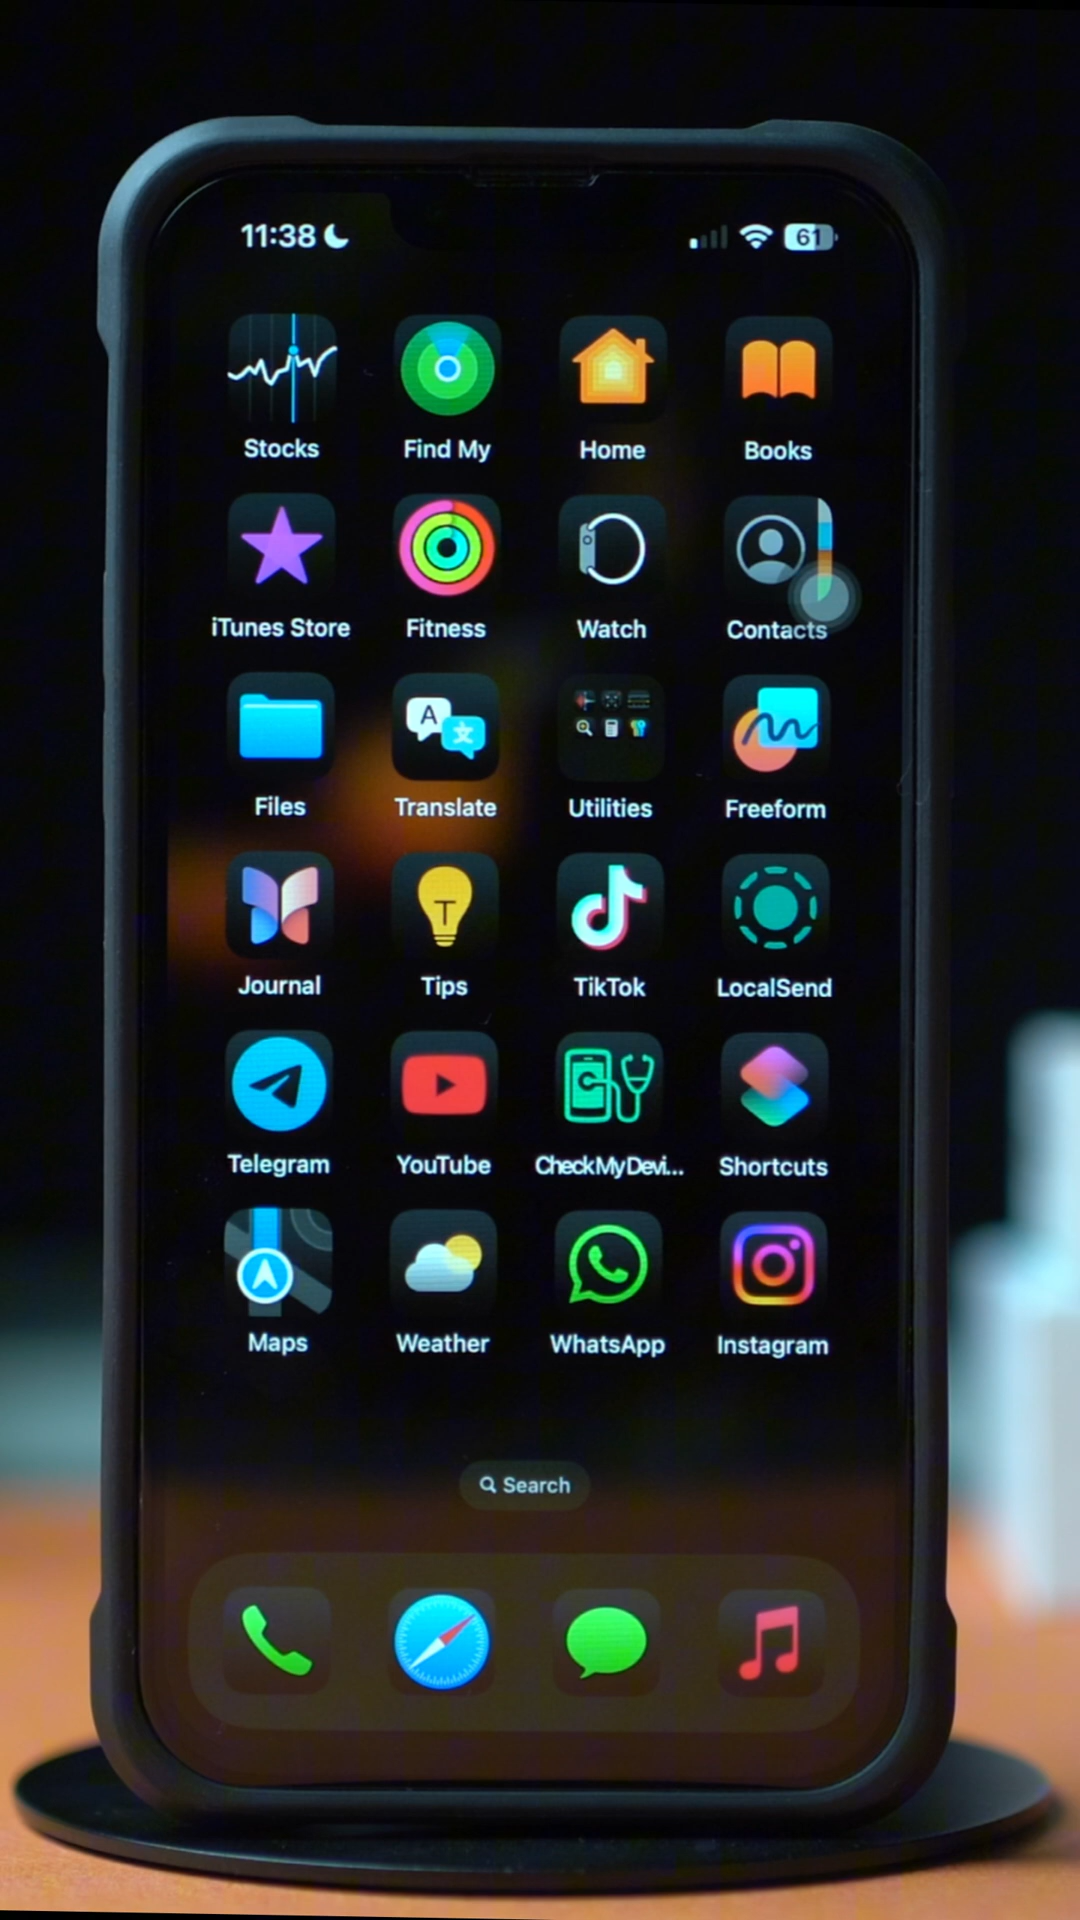 11:38
61
Stocks Find My Home Books
iTunes Store Fitness Watch Contacts
A 文
Files Translate Utilities Freeform
T
Journal Tips TikTok LocalSend
Telegram YouTube CheckMyDevi... Shortcuts
Maps Weather WhatsApp Instagram
Search